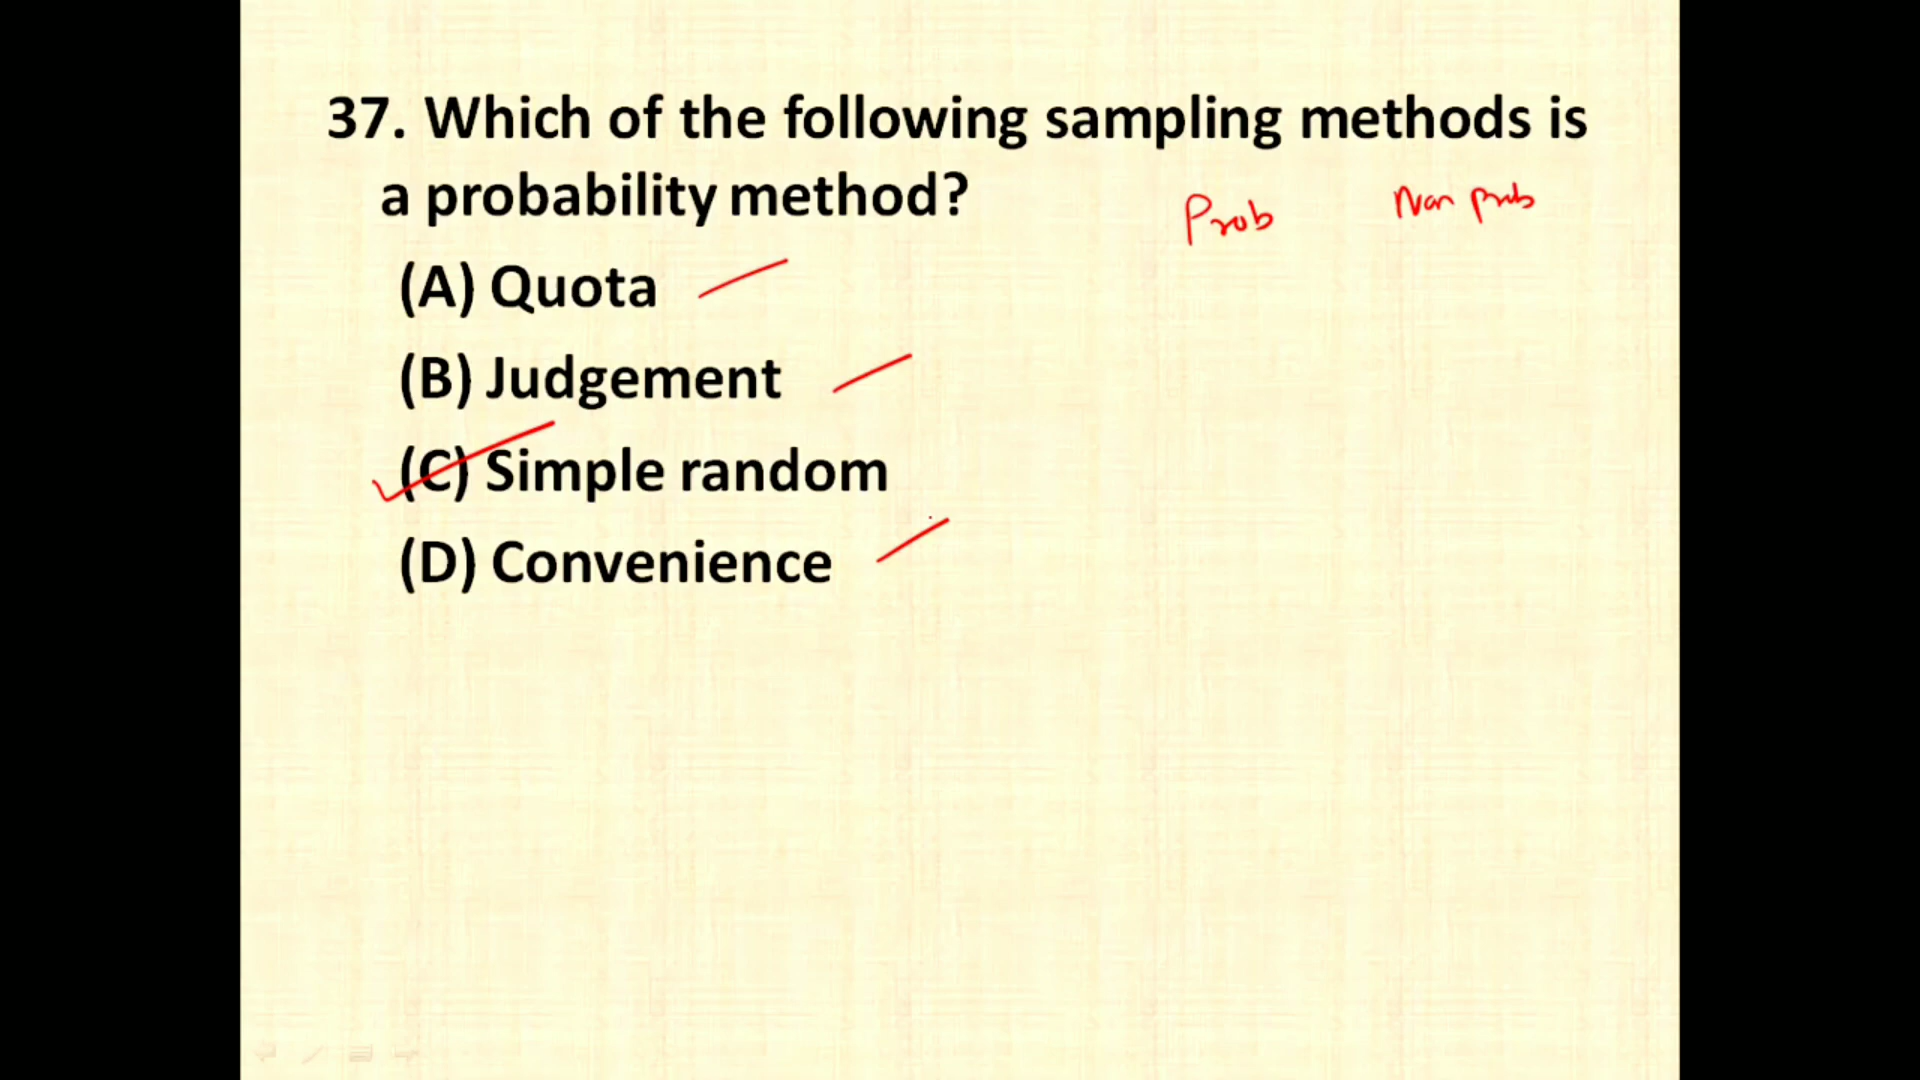 37. Which of the following sampling methods is
a probability method?
Prob Non prob
(A) Quota
(B) Judgement
(C) Simple random
(D) Convenience